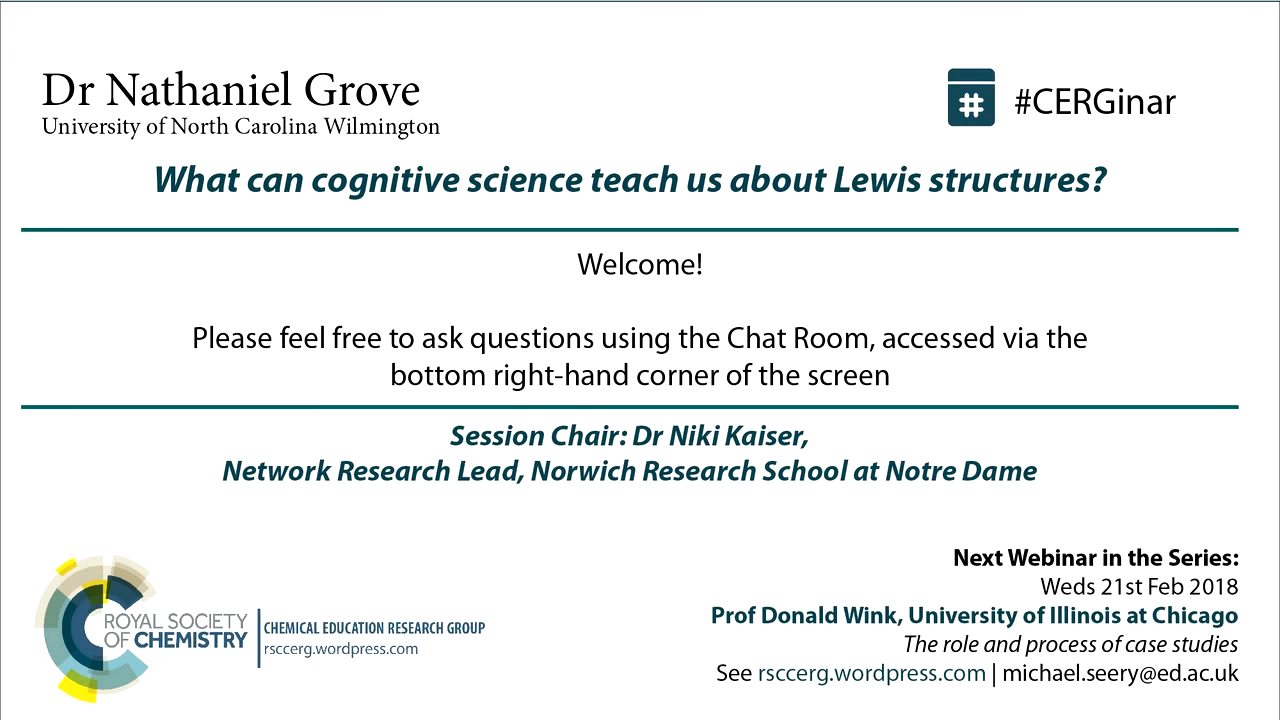 Dr Nathaniel Grove
University of North Carolina Wilmington
#
#CERGinar
What can cognitive science teach us about Lewis structures?
Welcome!
Please feel free to ask questions using the Chat Room, accessed via the
bottom right-hand corner of the screen
Session Chair: Dr Niki Kaiser,
Network Research Lead, Norwich Research School at Notre Dame
ROYAL SOCIETY
OF CHEMISTRY
CHEMICAL EDUCATION RESEARCH GROUP
rsccerg.wordpress.com
Next Webinar in the Series:
Weds 21st Feb 2018
Prof Donald Wink, University of Illinois at Chicago
The role and process of case studies
See rsccerg.wordpress.com | michael.seery@ed.ac.uk